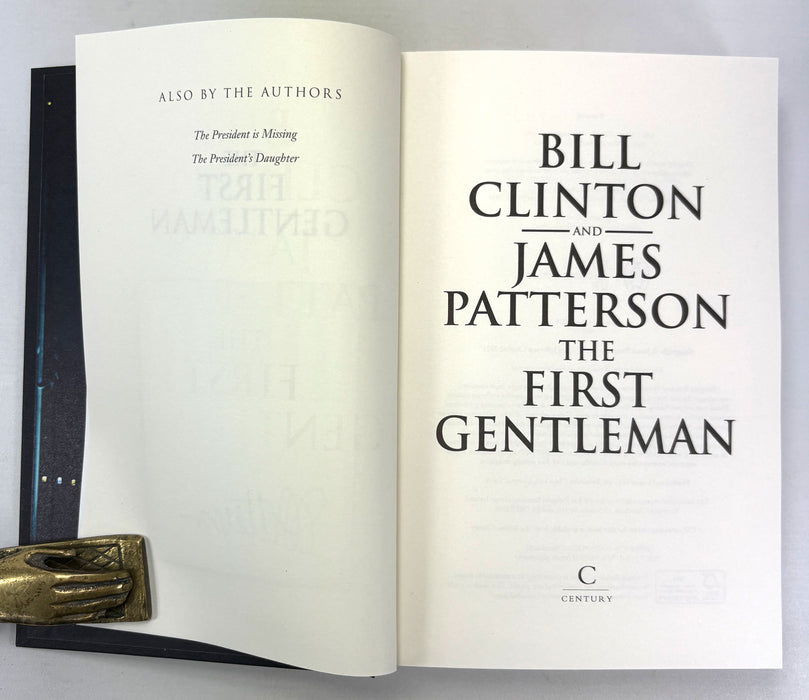 ALSO BY THE AUTHORS
The President is Missing
The President's Daughter
BILL
CLINTON
AND
JAMES
PATTERSON
THE
FIRST
GENTLEMAN
C
CENTURY